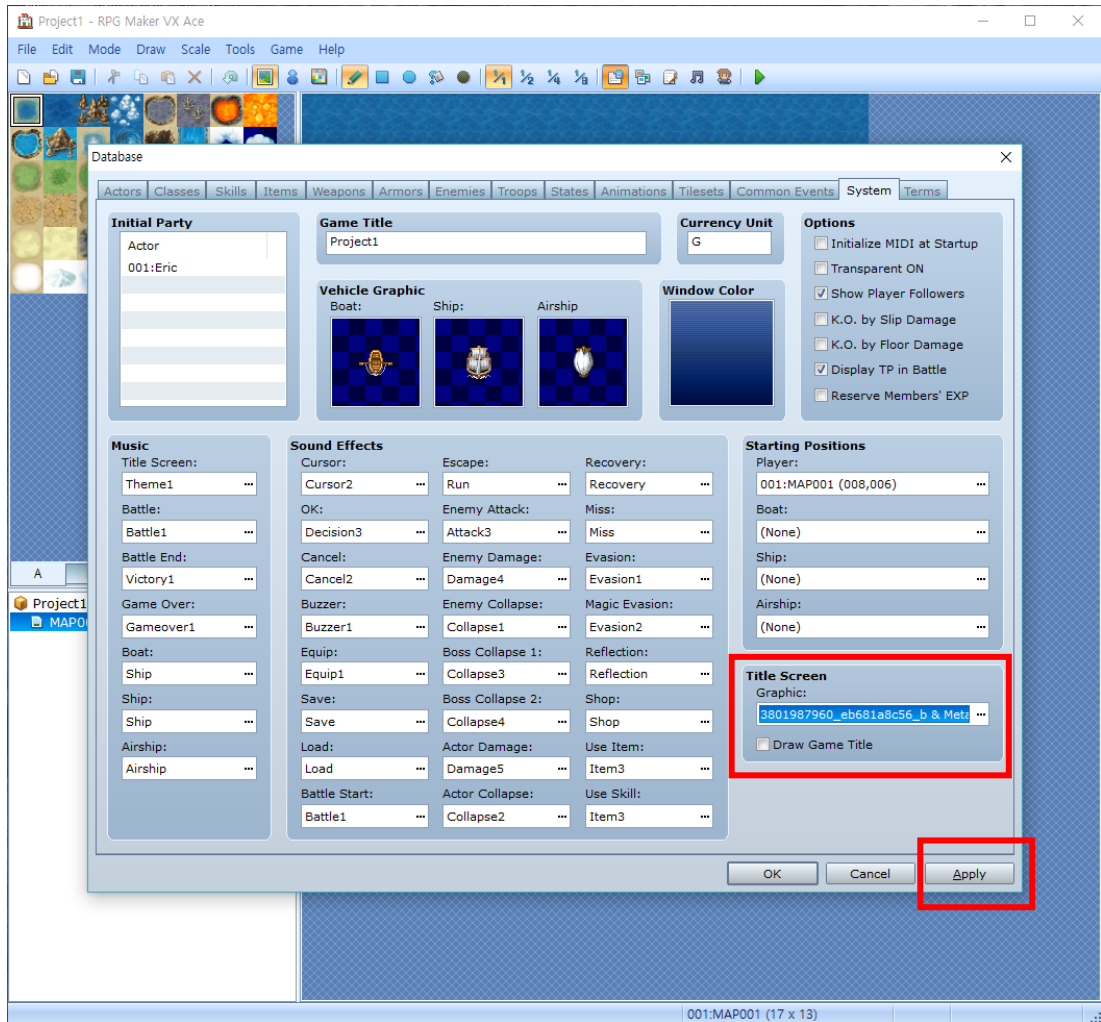 Project1 - RPG Maker VX Ace
File Edit Mode Draw Scale Tools Game Help
Database
Actors Classes Skills Items Weapons Armors Enemies Troops States Animations Tilesets Common Events System Terms
Initial Party
Actor
001:Eric
Game Title
Project1
Currency Unit
G
Options
Initialize MIDI at Startup
Transparent ON
Show Player Followers
K.O. by Slip Damage
K.O. by Floor Damage
Display TP in Battle
Reserve Members' EXP
Vehicle Graphic
Boat: Ship: Airship
Window Color
Music
Title Screen:
Theme1
Battle:
Battle1
Battle End:
Victory1
Game Over:
Gameover1
Boat:
Ship
Ship:
Ship
Airship:
Airship
Sound Effects
Cursor: Escape: Recovery:
Cursor2 Run Recovery
OK: Enemy Attack: Miss:
Decision3 Attack3 Miss
Cancel: Enemy Damage: Evasion:
Cancel2 Damage4 Evasion1
Buzzer: Enemy Collapse: Magic Evasion:
Buzzer1 Collapse1 Evasion2
Equip: Boss Collapse 1: Reflection:
Equip1 Collapse3 Reflection
Save: Boss Collapse 2: Shop:
Save Collapse4 Shop
Load: Actor Damage: Use Item:
Load Damage5 Item3
Battle Start: Actor Collapse: Use Skill:
Battle1 Collapse2 Item3
Starting Positions
Player:
001:MAP001 (008,006)
Boat:
(None)
Ship:
(None)
Airship:
(None)
Title Screen
Graphic:
3801987960_eb681a8c56_b & Meta
Draw Game Title
OK Cancel Apply
A
Project1
MAP0
001:MAP001 (17 x 13)